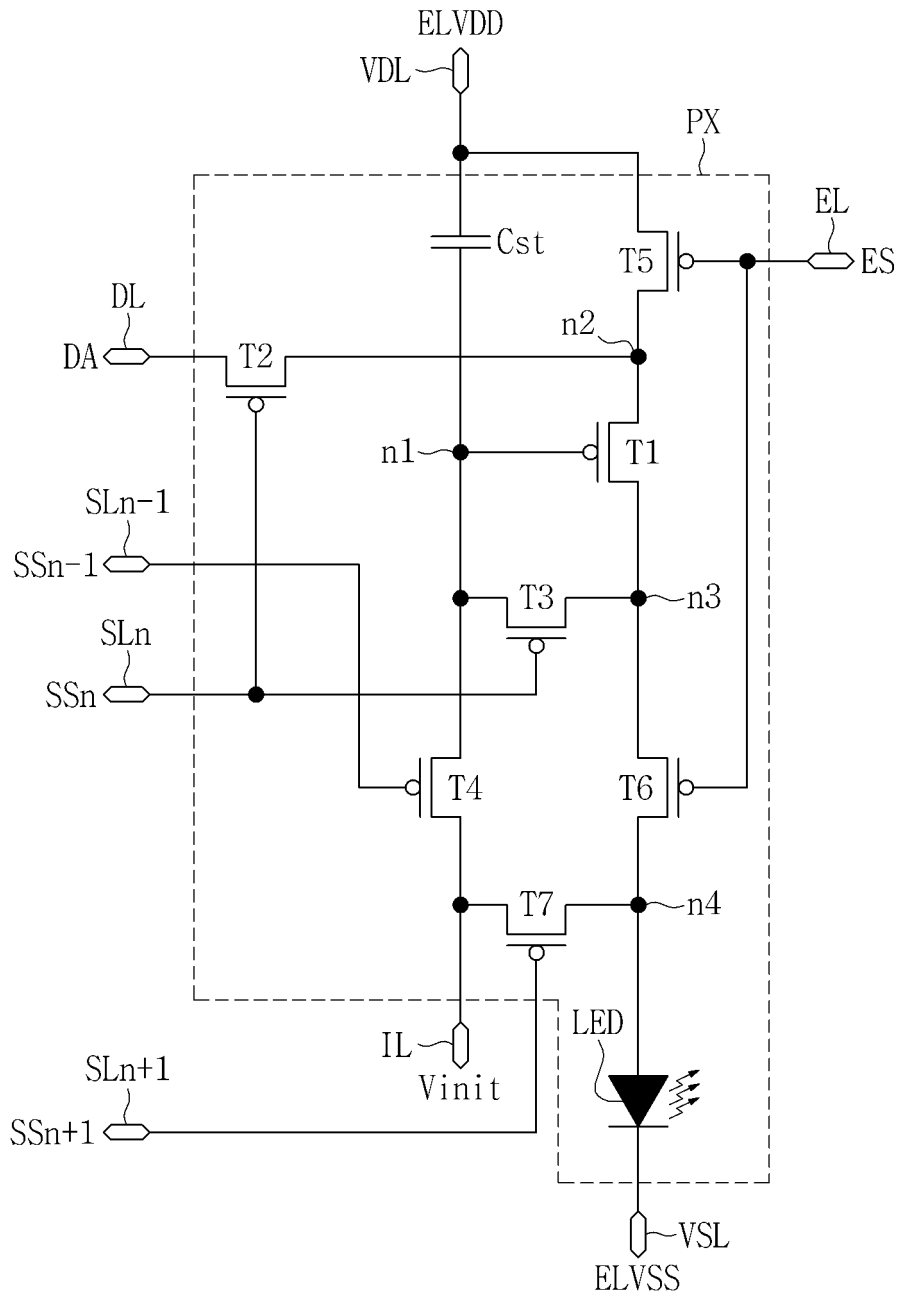 ELVDD
VDL
PX
EL
Cst
T5
ES
DL
n2
DA
T2
n1
T1
SLn-1
SSn-1
T3
n3
SLn
SSn
T4
T6
T7
n4
LED
IL
SLn+1
Vinit
SSn+1
VSL
ELVSS